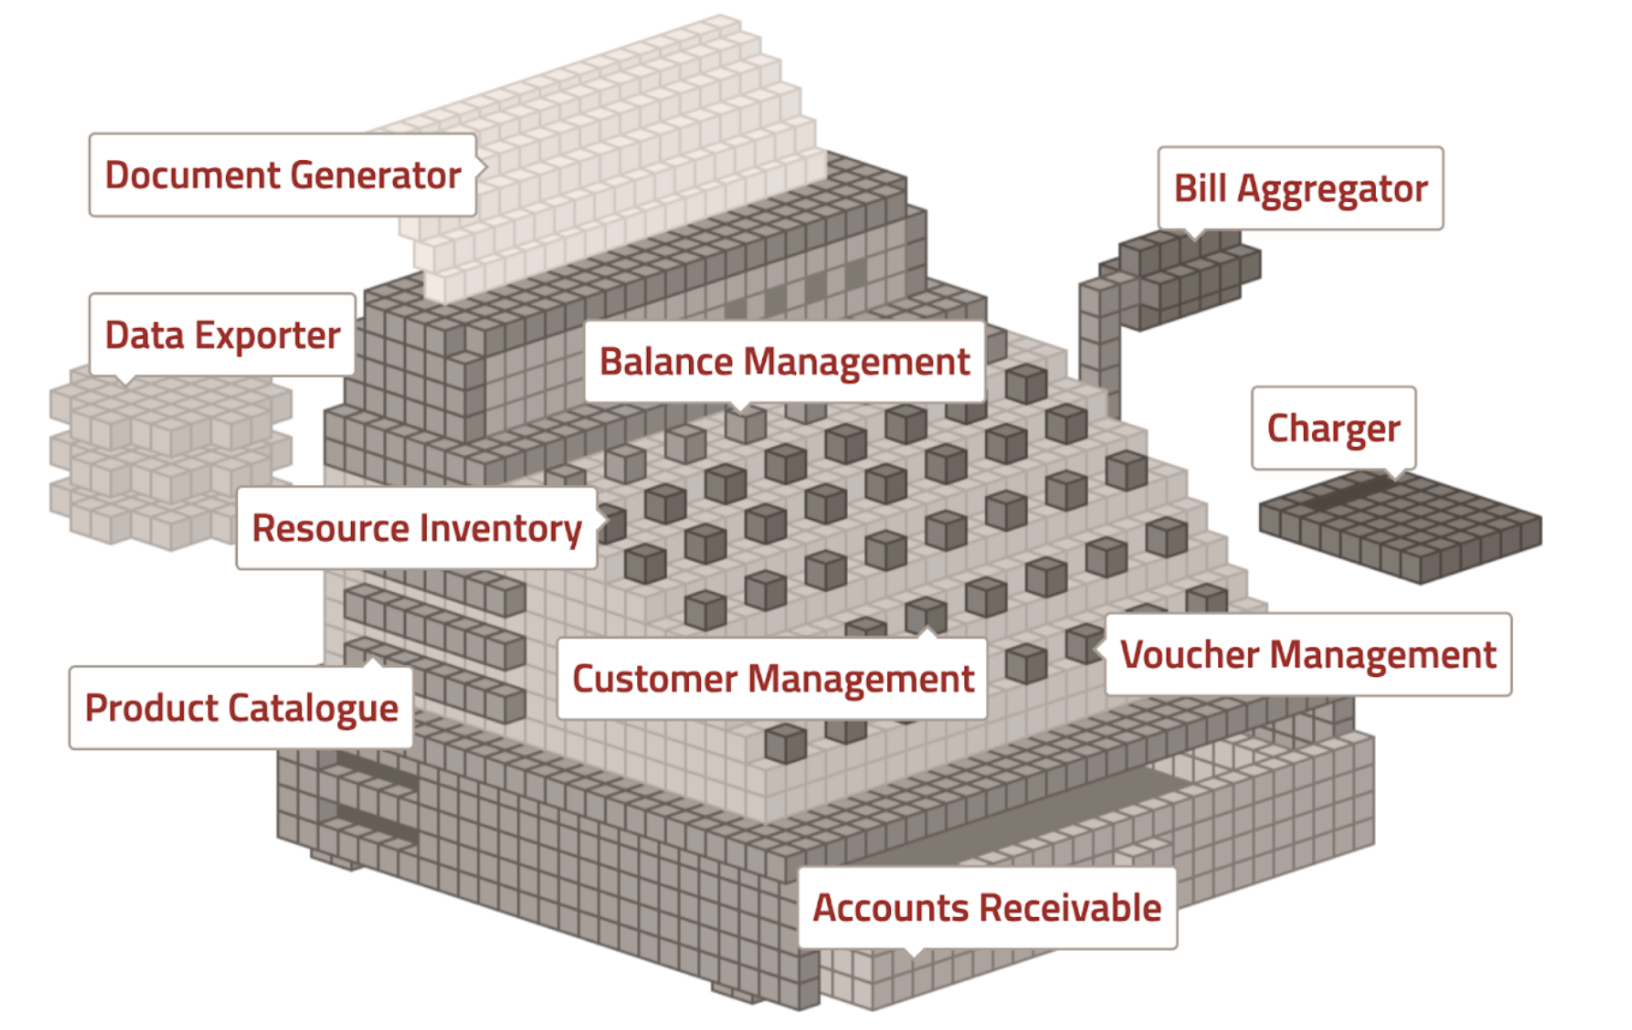 Document Generator
Bill Aggregator
Data Exporter
Balance Management
Charger
Resource Inventory
Customer Management
Voucher Management
Product Catalogue
Accounts Receivable